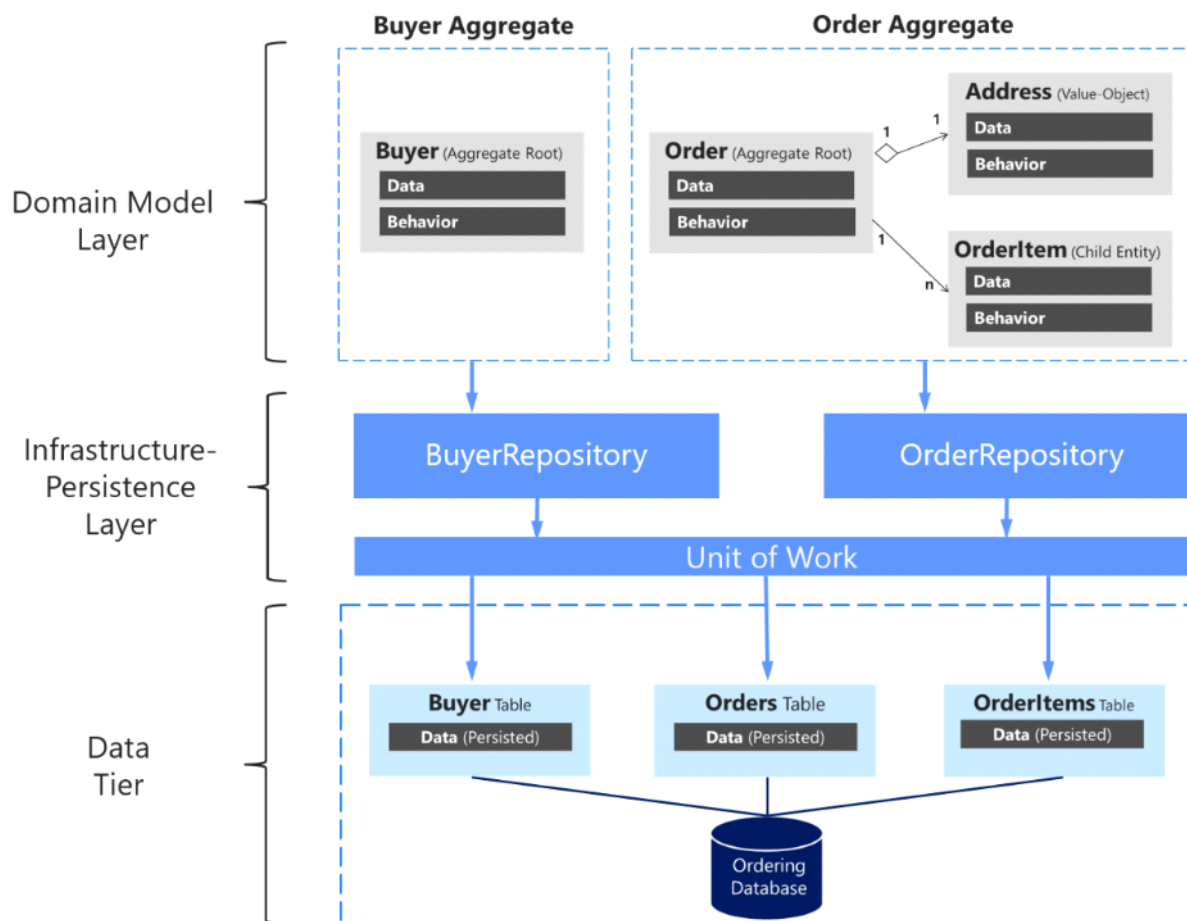 Buyer Aggregate
Order Aggregate
Domain Model
Layer
Buyer (Aggregate Root)
Data
Behavior
Order (Aggregate Root)
Data
Behavior
1
1
1
n
Address (Value-Object)
Data
Behavior
OrderItem (Child Entity)
Data
Behavior
Infrastructure-
Persistence
Layer
BuyerRepository
OrderRepository
Unit of Work
Data
Tier
Buyer Table
Data (Persisted)
Orders Table
Data (Persisted)
OrderItems Table
Data (Persisted)
Ordering
Database